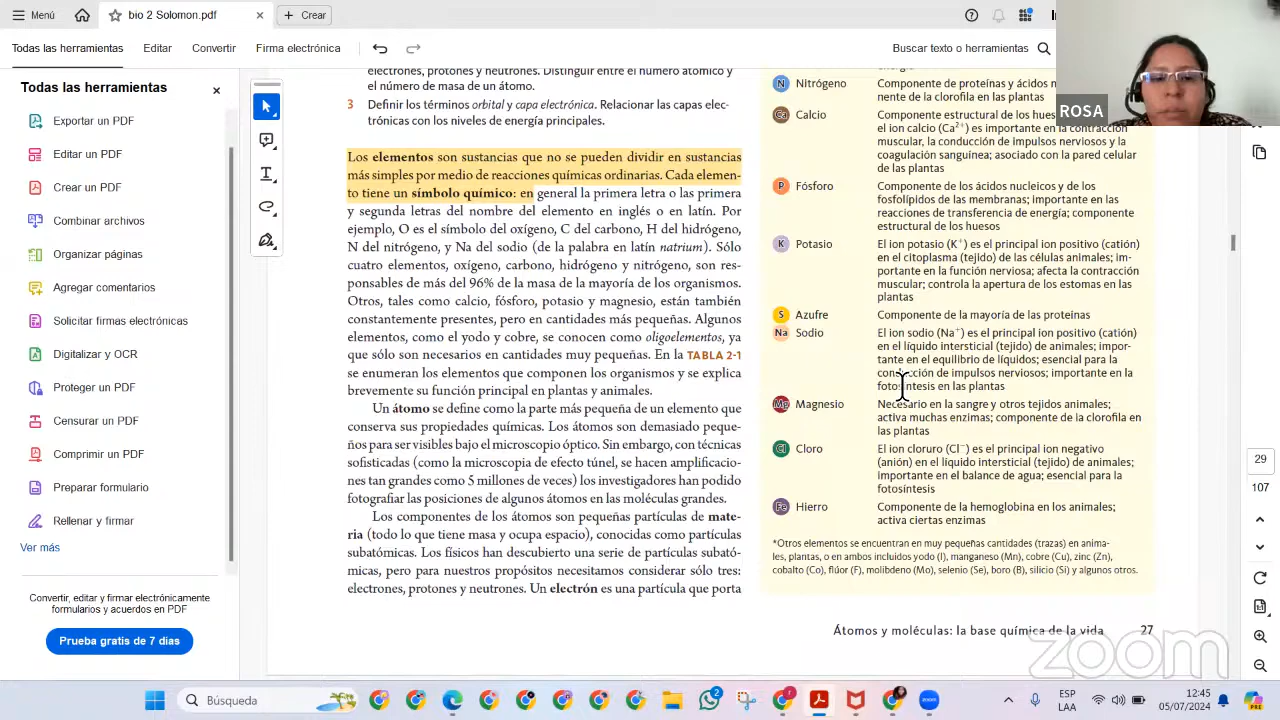 Menú
bio 2 Solomon.pdf
Crear
Todas las herramientas
Editar
Convertir
Firma electrónica
Buscar texto o herramientas
ROSA
Todas las herramientas
Exportar un PDF
Editar un PDF
Crear un PDF
Combinar archivos
Organizar páginas
Agregar comentarios
Solicitar firmas electrónicas
Digitalizar y OCR
Proteger un PDF
Censurar un PDF
Comprimir un PDF
Preparar formulario
Rellenar y firmar
Ver más
Convertir, editar y firmar electrónicamente
formularios y acuerdos en PDF
Prueba gratis de 7 días
electrones, protones y neutrones. Distinguir entre el número atómico y
el número de masa de un átomo.
3 Definir los términos orbital y capa electrónica. Relacionar las capas elec-
trónicas con los niveles de energía principales.
Los elementos son sustancias que no se pueden dividir en sustancias
más simples por medio de reacciones químicas ordinarias. Cada elemen-
to tiene un símbolo químico: en general la primera letra o las primera
y segunda letras del nombre del elemento en inglés o en latín. Por
ejemplo, O es el símbolo del oxígeno, C del carbono, H del hidrógeno,
N del nitrógeno, y Na del sodio (de la palabra en latín natrium). Sólo
cuatro elementos, oxígeno, carbono, hidrógeno y nitrógeno, son res-
ponsables de más del 96% de la masa de la mayoría de los organismos.
Otros, tales como calcio, fósforo, potasio y magnesio, están también
constantemente presentes, pero en cantidades más pequeñas. Algunos
elementos, como el yodo y cobre, se conocen como oligoelementos, ya
que sólo son necesarios en cantidades muy pequeñas. En la TABLA 2-1
se enumeran los elementos que componen los organismos y se explica
brevemente su función principal en plantas y animales.
Un átomo se define como la parte más pequeña de un elemento que
conserva sus propiedades químicas. Los átomos son demasiado peque-
ños para ser visibles bajo el microscopio óptico. Sin embargo, con técnicas
sofisticadas (como la microscopia de efecto túnel, se hacen amplificacio-
nes tan grandes como 5 millones de veces) los investigadores han podido
fotografiar las posiciones de algunos átomos en las moléculas grandes.
Los componentes de los átomos son pequeñas partículas de mate-
ria (todo lo que tiene masa y ocupa espacio), conocidas como partículas
subatómicas. Los físicos han descubierto una serie de partículas subató-
micas, pero para nuestros propósitos necesitamos considerar sólo tres:
electrones, protones y neutrones. Un electrón es una partícula que porta
N Nitrógeno Componente de proteínas y ácidos
nente de la clorofila en las plantas
Ca Calcio Componente estructural de los
el ion calcio (Ca2+) es importante en la contracción
muscular, la conducción de impulsos nerviosos y la
coagulación sanguínea; asociado con la pared celular
de las plantas
P Fósforo Componente de los ácidos nucleicos y de los
fosfolípidos de las membranas; importante en las
reacciones de transferencia de energía; componente
estructural de los huesos
K Potasio El ion potasio (K+) es el principal ion positivo (catión)
en el citoplasma (tejido) de las células animales; im-
portante en la función nerviosa; afecta la contracción
muscular; controla la apertura de los estomas en las
plantas
S Azufre Componente de la mayoría de las proteínas
Na Sodio El ion sodio (Na+) es el principal ion positivo (catión)
en el líquido intersticial (tejido) de animales; impor-
tante en el equilibrio de líquidos; esencial para la
conducción de impulsos nerviosos; importante en la
fotosíntesis en las plantas
Magnesio Necesario en la sangre y otros tejidos animales;
activa muchas enzimas; componente de la clorofila en
las plantas
Cl Cloro El ion cloruro (Cl−) es el principal ion negativo
(anión) en el líquido intersticial (tejido) de animales;
importante en el balance de agua; esencial para la
fotosíntesis
Fe Hierro Componente de la hemoglobina en los animales;
activa ciertas enzimas
*Otros elementos se encuentran en muy pequeñas cantidades (trazas) en anima-
les, plantas, o en ambos incluidos yodo (I), manganeso (Mn), cobre (Cu), zinc (Zn),
cobalto (Co), flúor (F), molibdeno (Mo), selenio (Se), boro (B), silicio (Si) y algunos otros.
Átomos y moléculas: la base química de la vida 27
29
107
zoom
Búsqueda
2
ESP
LAA
12:45
05/07/2024